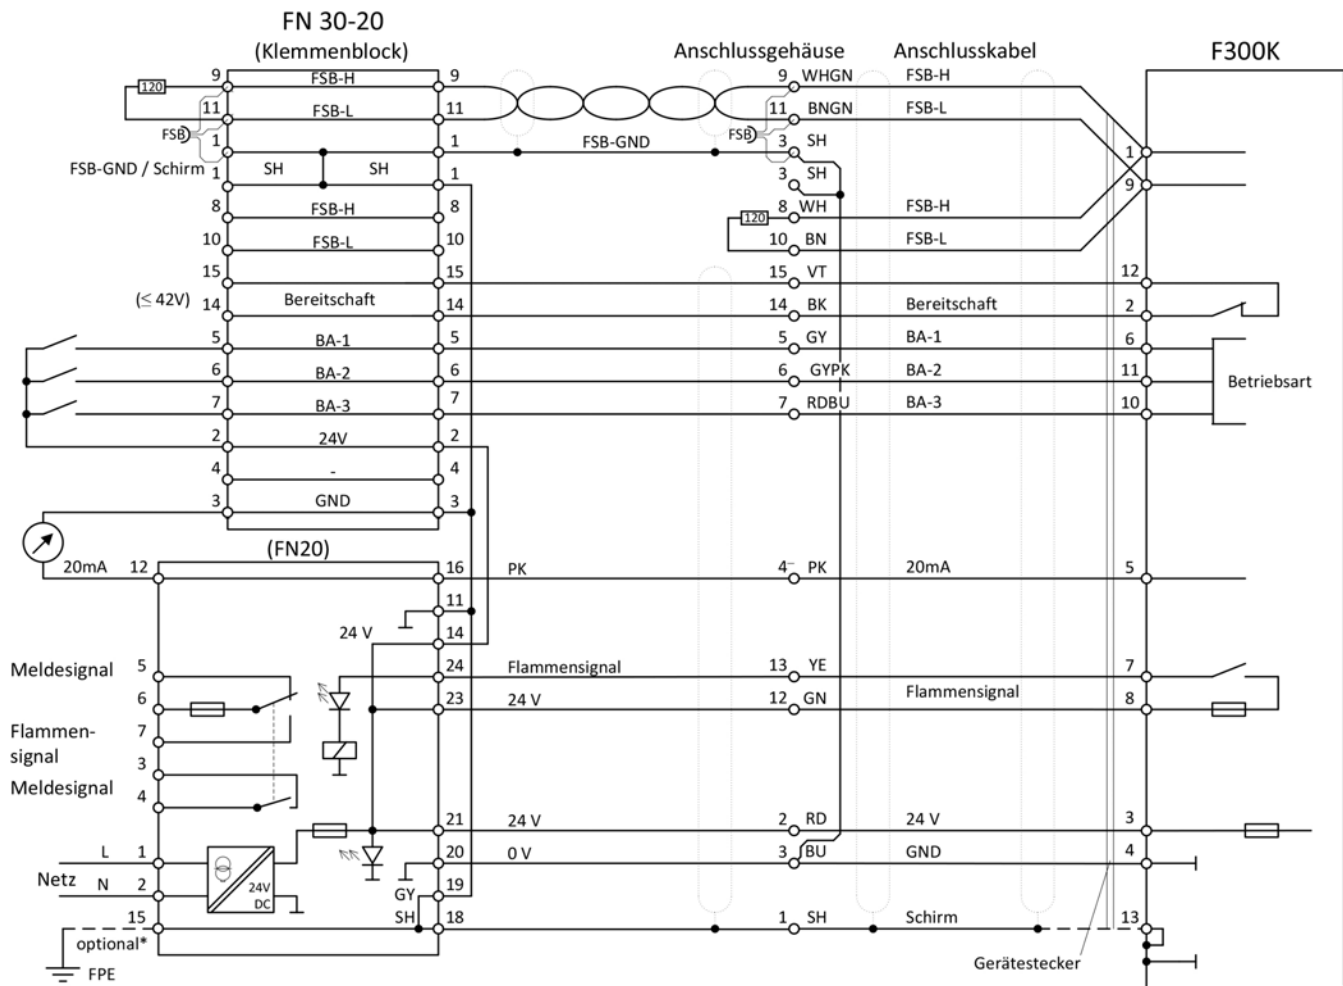 FN 30-20
(Klemmenblock) Anschlussgehäuse Anschlusskabel F300K
120 9 FSB-H 9 9 WHGN FSB-H
11 FSB-L 11 11 BNGN FSB-L
FSB FSB
1 1 FSB-GND 3 SH 1
FSB-GND / Schirm 1 SH SH 1 3 SH 9
8 FSB-H 8 120 8 WH FSB-H
10 FSB-L 10 10 BN FSB-L
15 15 15 VT 12
(≤ 42V) 14 Bereitschaft 14 14 BK Bereitschaft 2
5 BA-1 5 5 GY BA-1 6
6 BA-2 6 6 GYPK BA-2 11 Betriebsart
7 BA-3 7 7 RDBU BA-3 10
2 24V 2
4 - 4
3 GND 3
(FN20)
20mA 12 16 PK 4 PK 20mA 5
11
24 V 14
Meldesignal 5 24 Flammensignal 13 YE 7
6 23 24 V 12 GN Flammensignal 8
Flammen-
signal 7
3
Meldesignal 4
21 24 V 2 RD 24 V 3
L 1 20 0 V 3 BU GND 4
Netz
N 2 24V
DC GY 19
15 SH 18 1 SH Schirm 13
optional*
FPE Gerätestecker